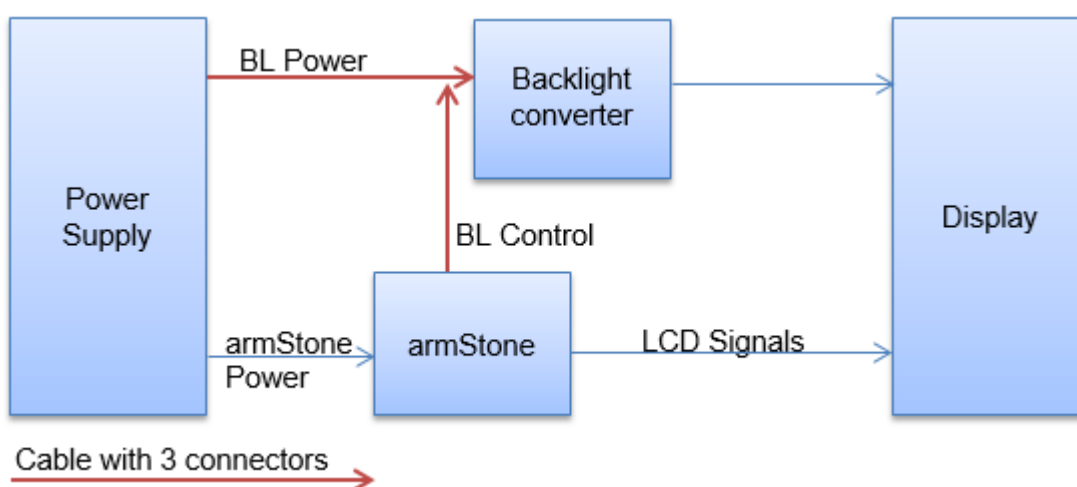 BL Power
Backlight
converter
Power
Supply
Display
BL Control
armStone
Power
armStone
LCD Signals
Cable with 3 connectors